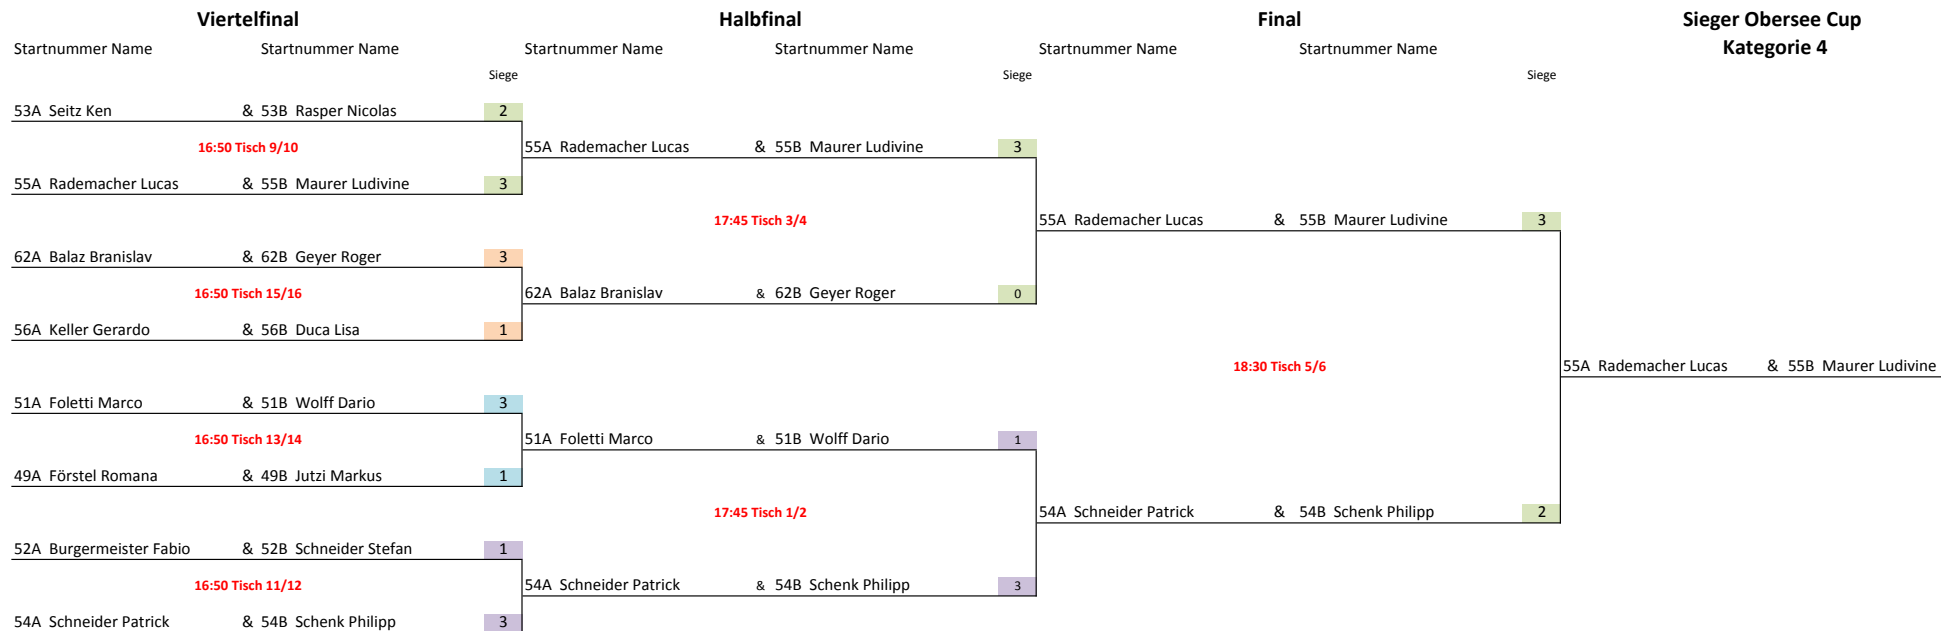 Viertelfinal Halbfinal Final Sieger Obersee Cup
Startnummer Name Startnummer Name Startnummer Name Startnummer Name Startnummer Name Startnummer Name Kategorie 4
Siege Siege Siege
53A Seitz Ken & 53B Rasper Nicolas 2
16:50 Tisch 9/10 55A Rademacher Lucas & 55B Maurer Ludivine 3
55A Rademacher Lucas & 55B Maurer Ludivine 3
17:45 Tisch 3/4 55A Rademacher Lucas & 55B Maurer Ludivine 3
62A Balaz Branislav & 62B Geyer Roger 3
16:50 Tisch 15/16 62A Balaz Branislav & 62B Geyer Roger 0
56A Keller Gerardo & 56B Duca Lisa 1
18:30 Tisch 5/6 55A Rademacher Lucas & 55B Maurer Ludivine
51A Foletti Marco & 51B Wolff Dario 3
16:50 Tisch 13/14 51A Foletti Marco & 51B Wolff Dario 1
49A Förstel Romana & 49B Jutzi Markus 1
17:45 Tisch 1/2 54A Schneider Patrick & 54B Schenk Philipp 2
52A Burgermeister Fabio & 52B Schneider Stefan 1
16:50 Tisch 11/12 54A Schneider Patrick & 54B Schenk Philipp 3
54A Schneider Patrick & 54B Schenk Philipp 3